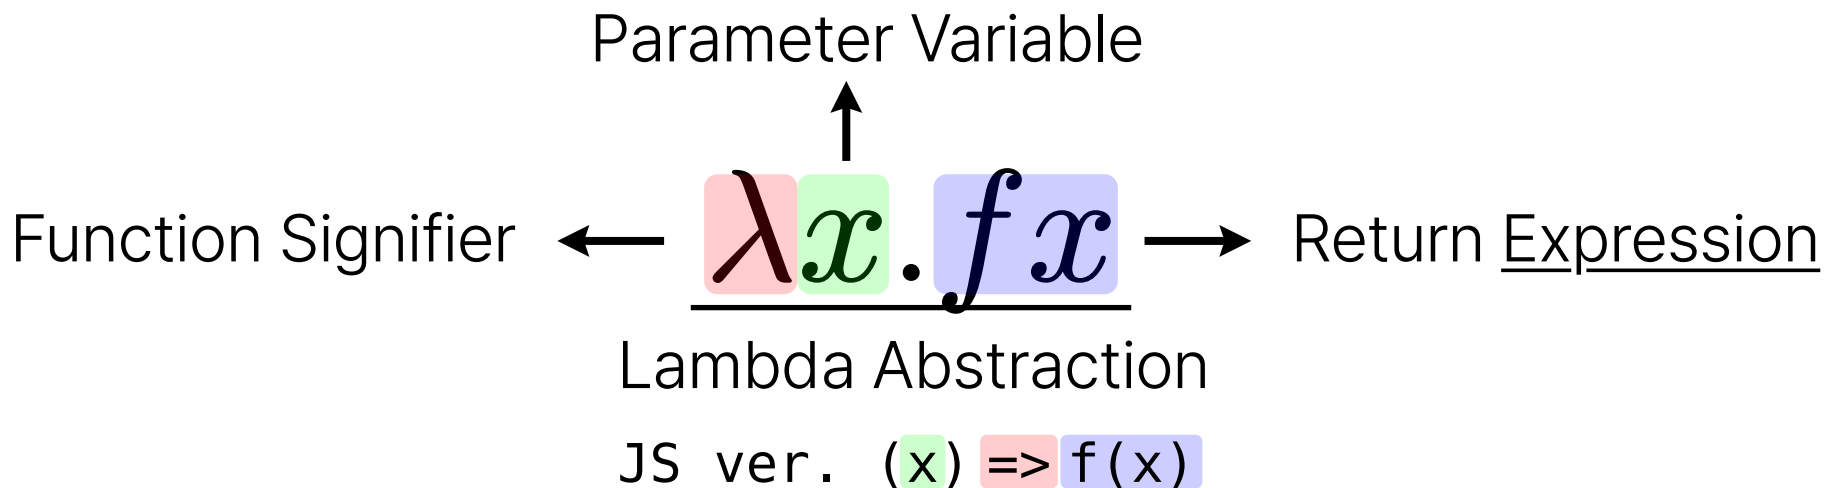 Parameter Variable
Function Signifier
λx.fx
Return Expression
Lambda Abstraction
JS ver. (x) => f(x)